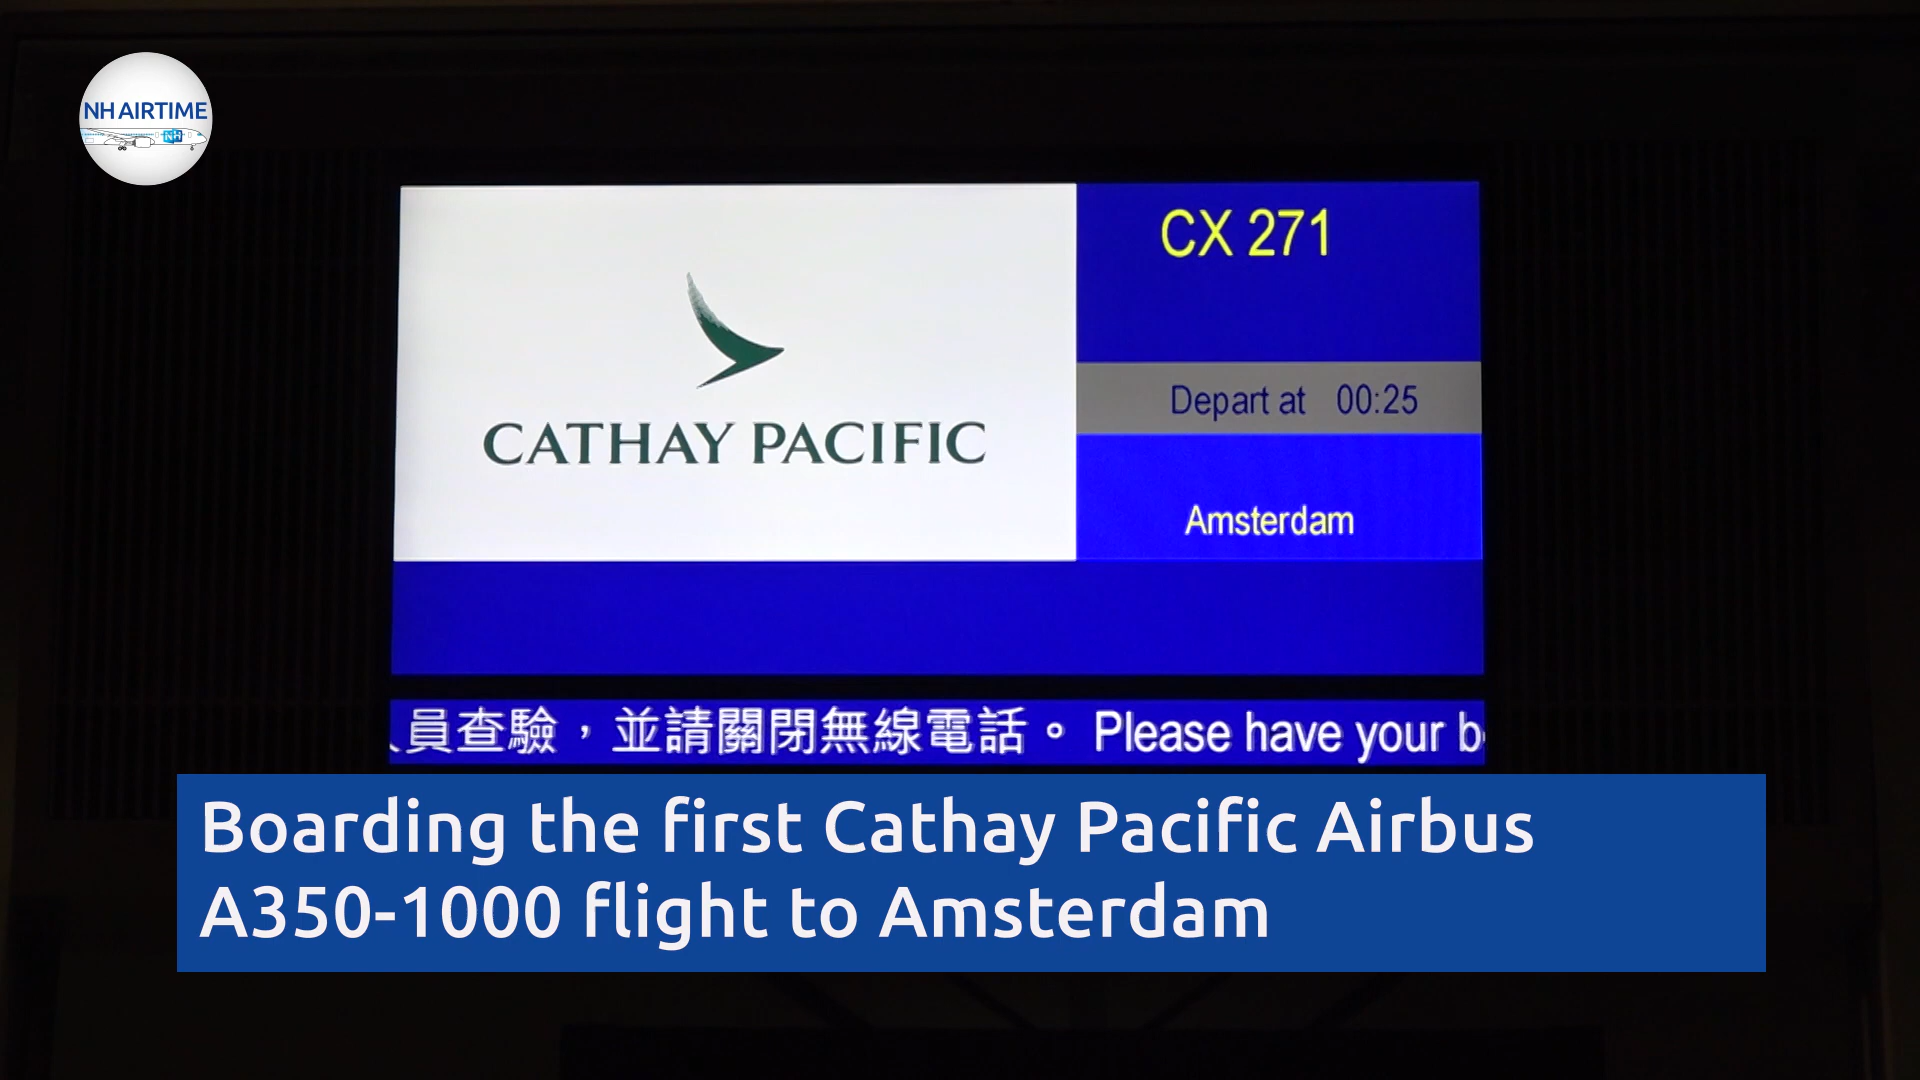 NH AIRTIME
NH
CX 271
CATHAY PACIFIC
Depart at 00:25
Amsterdam
員查驗，並請關閉無線電話。 Please have your
Boarding the first Cathay Pacific Airbus
A350-1000 flight to Amsterdam